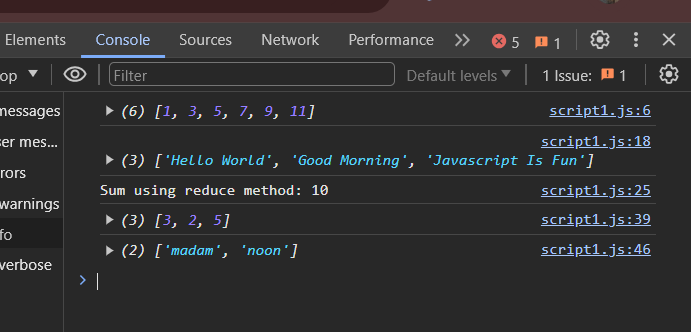 Elements Console Sources Network Performance 5 1
op Filter Default levels 1 Issue: 1
messages
ser mes...
rrors
warnings
fo
verbose
(6) [1, 3, 5, 7, 9, 11] script1.js:6
script1.js:18
(3) ['Hello World', 'Good Morning', 'Javascript Is Fun']
Sum using reduce method: 10 script1.js:25
(3) [3, 2, 5] script1.js:39
(2) ['madam', 'noon'] script1.js:46